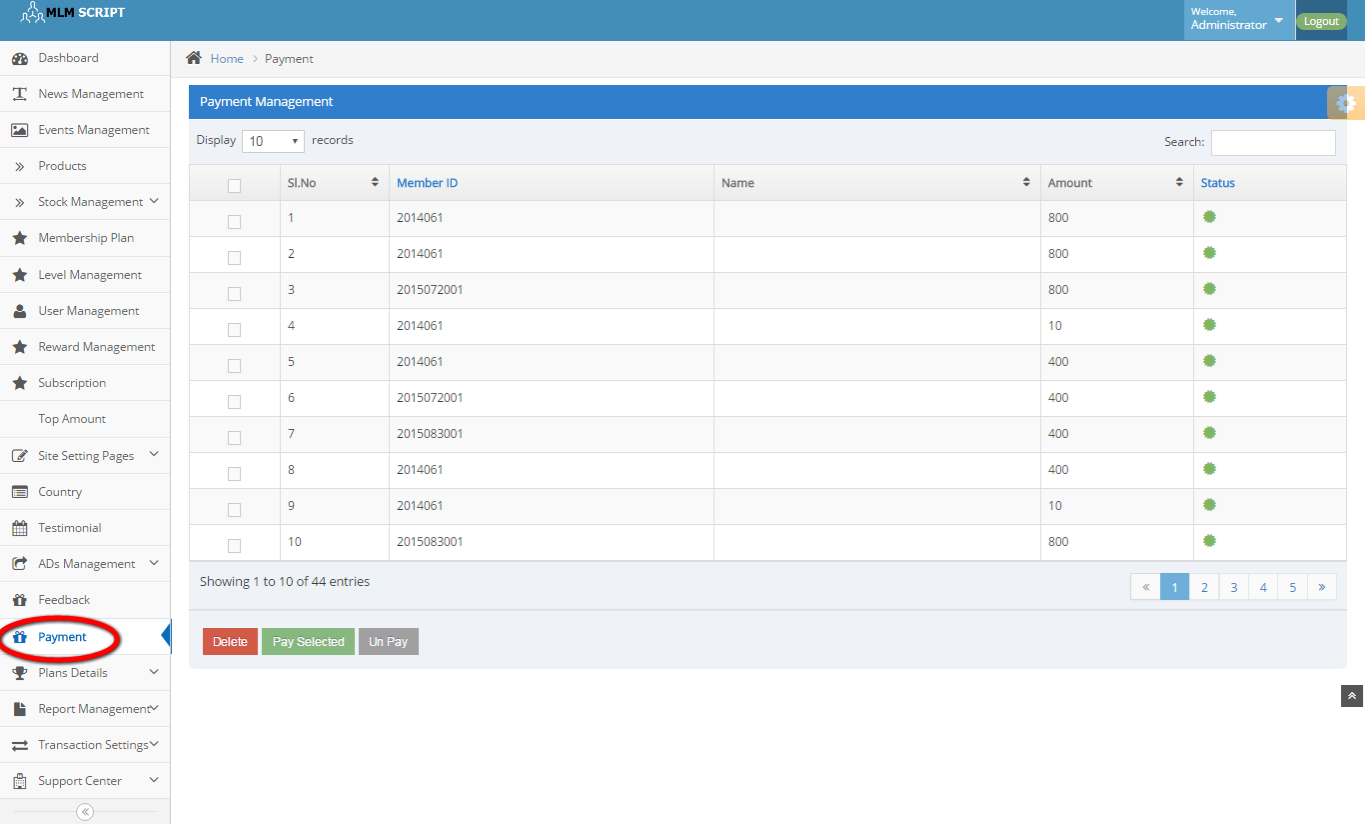 MLM SCRIPT
Welcome,
Administrator
Logout
Dashboard
News Management
Events Management
Products
Stock Management
Membership Plan
Level Management
User Management
Reward Management
Subscription
Top Amount
Site Setting Pages
Country
Testimonial
ADs Management
Feedback
Payment
Plans Details
Report Management
Transaction Settings
Support Center
«
Home > Payment
Payment Management
Display 10 records
Search:
Sl.No Member ID Name Amount Status
1 2014061 800
2 2014061 800
3 2015072001 800
4 2014061 10
5 2014061 400
6 2015072001 400
7 2015083001 400
8 2014061 400
9 2014061 10
10 2015083001 800
Showing 1 to 10 of 44 entries
« 1 2 3 4 5 »
Delete Pay Selected Un Pay